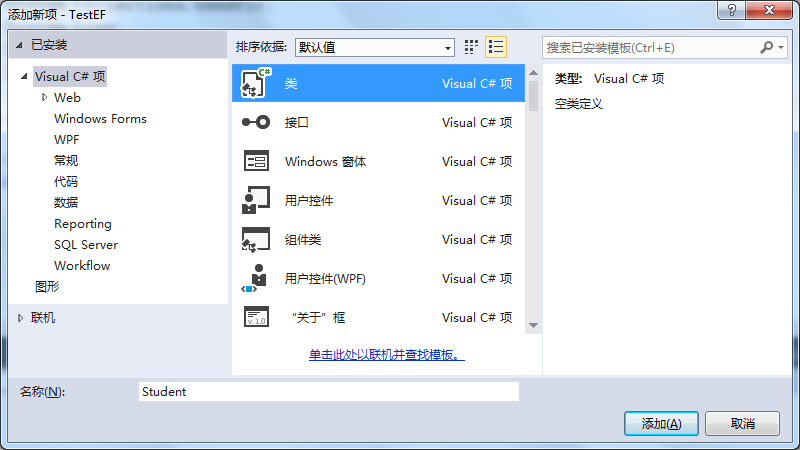 添加新项 - TestEF
已安装
排序依据: 默认值
搜索已安装模板(Ctrl+E)
Visual C# 项
Web
Windows Forms
WPF
常规
代码
数据
Reporting
SQL Server
Workflow
图形
联机
类 Visual C# 项
接口 Visual C# 项
Windows 窗体 Visual C# 项
用户控件 Visual C# 项
组件类 Visual C# 项
用户控件(WPF) Visual C# 项
“关于”框 Visual C# 项
单击此处以联机并查找模板。
类型: Visual C# 项
空类定义
名称(N): Student
添加(A) 取消